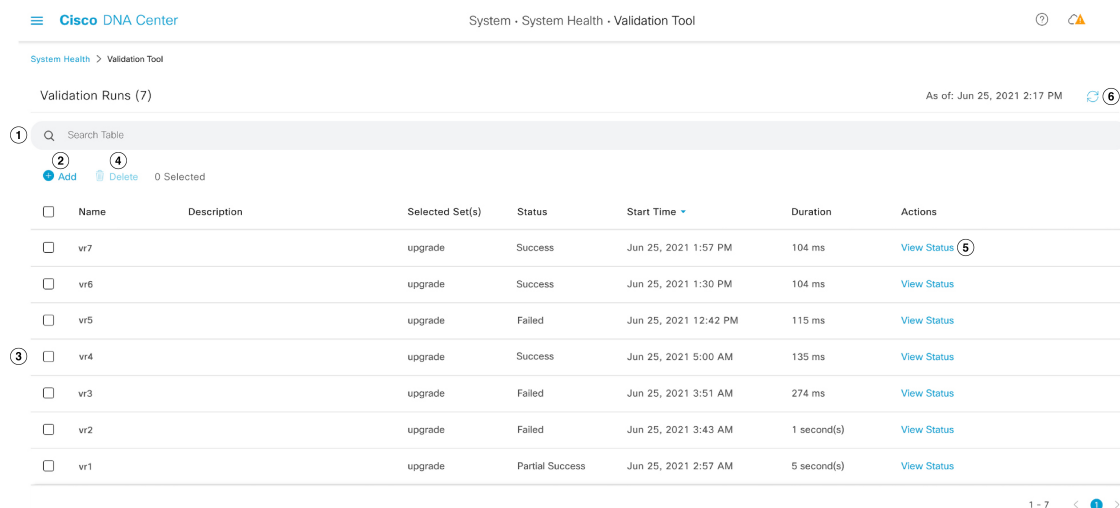 Cisco DNA Center
System · System Health · Validation Tool
System Health > Validation Tool
Validation Runs (7)
As of: Jun 25, 2021 2:17 PM
6
1
Search Table
2
4
Add Delete 0 Selected
Name Description Selected Set(s) Status Start Time Duration Actions
vr7 upgrade Success Jun 25, 2021 1:57 PM 104 ms View Status 5
vr6 upgrade Success Jun 25, 2021 1:30 PM 104 ms View Status
vr5 upgrade Failed Jun 25, 2021 12:42 PM 115 ms View Status
3 vr4 upgrade Success Jun 25, 2021 5:00 AM 135 ms View Status
vr3 upgrade Failed Jun 25, 2021 3:51 AM 274 ms View Status
vr2 upgrade Failed Jun 25, 2021 3:43 AM 1 second(s) View Status
vr1 upgrade Partial Success Jun 25, 2021 2:57 AM 5 second(s) View Status
1 - 7 < 1 >